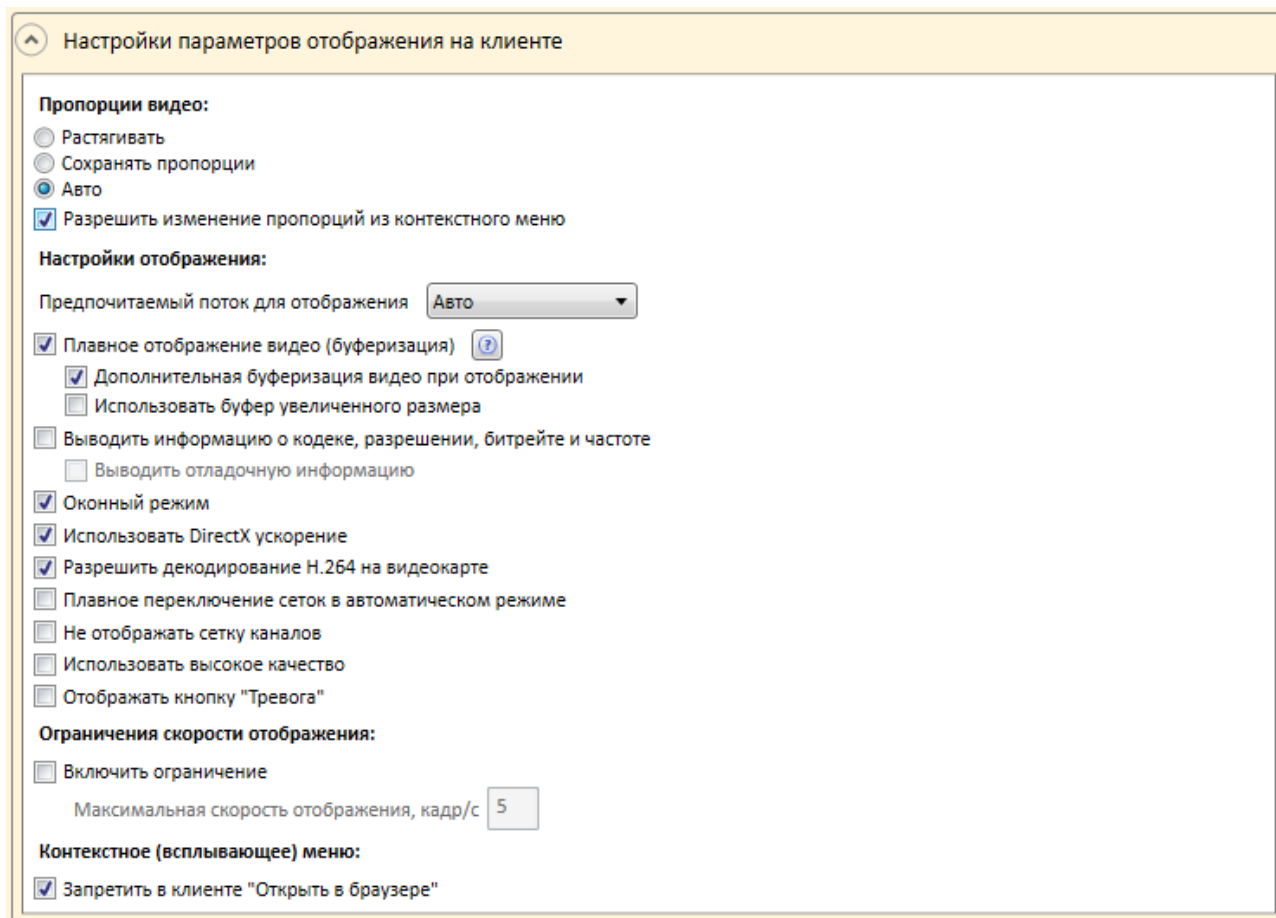 Настройки параметров отображения на клиенте
Пропорции видео:
Растягивать
Сохранять пропорции
Авто
Разрешить изменение пропорций из контекстного меню
Настройки отображения:
Предпочитаемый поток для отображения Авто
Плавное отображение видео (буферизация) ?
Дополнительная буферизация видео при отображении
Использовать буфер увеличенного размера
Выводить информацию о кодеке, разрешении, битрейте и частоте
Выводить отладочную информацию
Оконный режим
Использовать DirectX ускорение
Разрешить декодирование H.264 на видеокарте
Плавное переключение сеток в автоматическом режиме
Не отображать сетку каналов
Использовать высокое качество
Отображать кнопку "Тревога"
Ограничения скорости отображения:
Включить ограничение
Максимальная скорость отображения, кадр/с 5
Контекстное (всплывающее) меню:
Запретить в клиенте "Открыть в браузере"